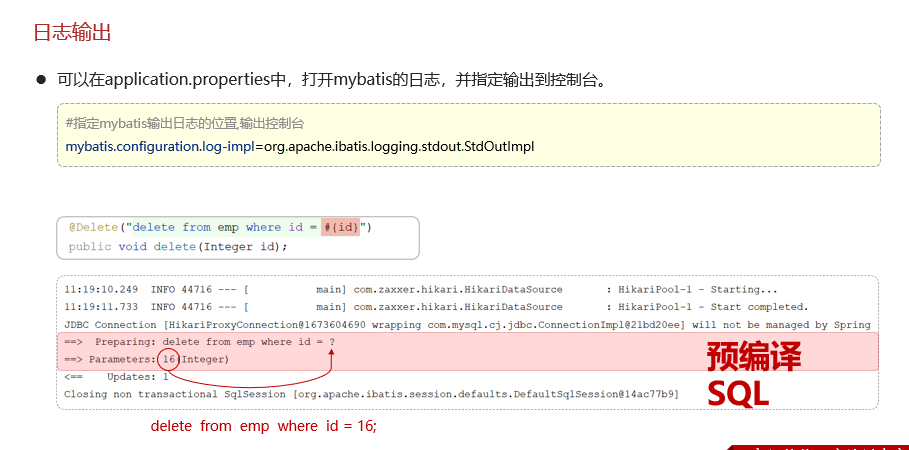 日志输出
● 可以在application.properties中，打开mybatis的日志，并指定输出到控制台。
#指定mybatis输出日志的位置,输出控制台
mybatis.configuration.log-impl=org.apache.ibatis.logging.stdout.StdOutImpl
@Delete("delete from emp where id = #{id}")
public void delete(Integer id);
11:19:10.249  INFO 44716 --- [           main] com.zaxxer.hikari.HikariDataSource       : HikariPool-1 - Starting...
11:19:11.733  INFO 44716 --- [           main] com.zaxxer.hikari.HikariDataSource       : HikariPool-1 - Start completed.
JDBC Connection [HikariProxyConnection@1673604690 wrapping com.mysql.cj.jdbc.ConnectionImpl@21bd20ee] will not be managed by Spring
==>  Preparing: delete from emp where id = ?
==> Parameters: 16(Integer)
<==    Updates: 1
Closing non transactional SqlSession [org.apache.ibatis.session.defaults.DefaultSqlSession@14ac77b9]
预编译
SQL
delete from emp where id = 16;